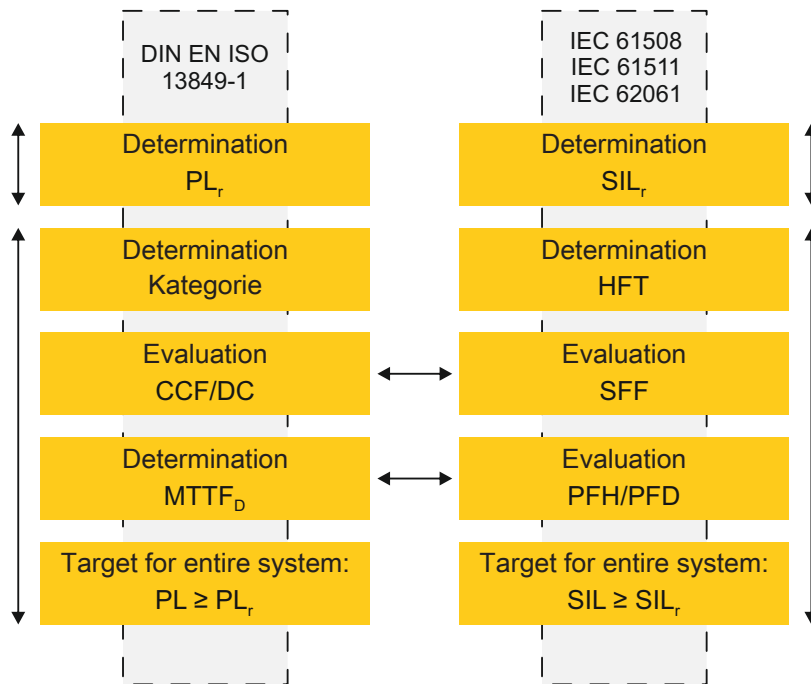 DIN EN ISO
13849-1
Determination
PLr
Determination
Kategorie
Evaluation
CCF/DC
Determination
MTTFD
Target for entire system:
PL ≥ PLr
IEC 61508
IEC 61511
IEC 62061
Determination
SILr
Determination
HFT
Evaluation
SFF
Evaluation
PFH/PFD
Target for entire system:
SIL ≥ SILr